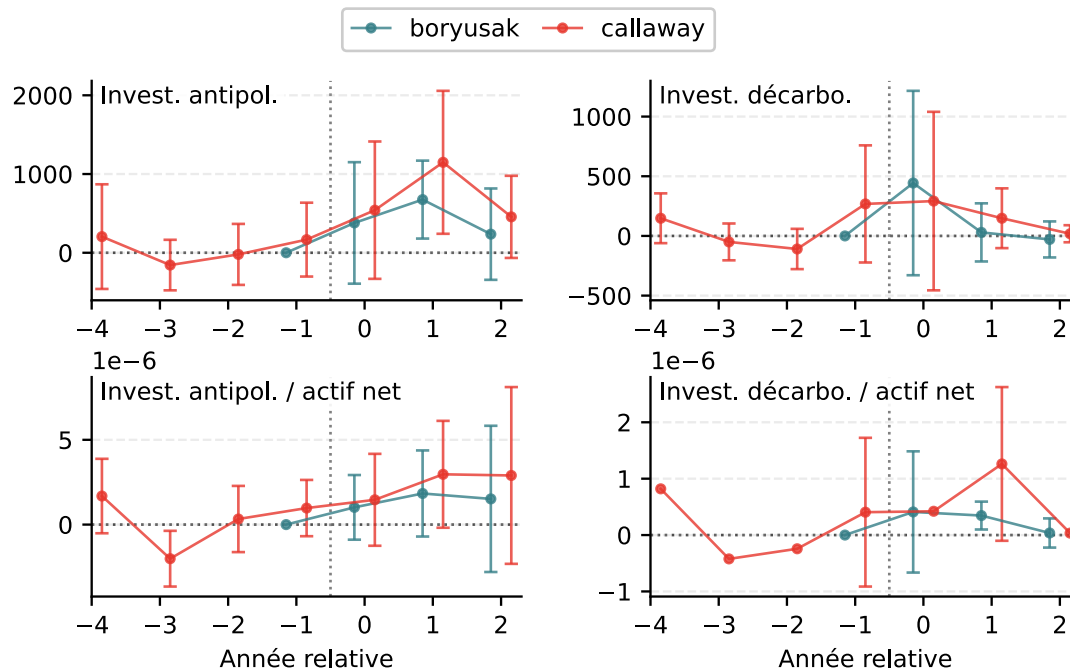 boryusak callaway
Invest. antipol.
2000
1000
0
−4 −3 −2 −1 0 1 2
Invest. décarbo.
1000
500
0
−500
−4 −3 −2 −1 0 1 2
1e−6
Invest. antipol. / actif net
5
0
−4 −3 −2 −1 0 1 2
Année relative
1e−6
Invest. décarbo. / actif net
2
1
0
−1
−4 −3 −2 −1 0 1 2
Année relative